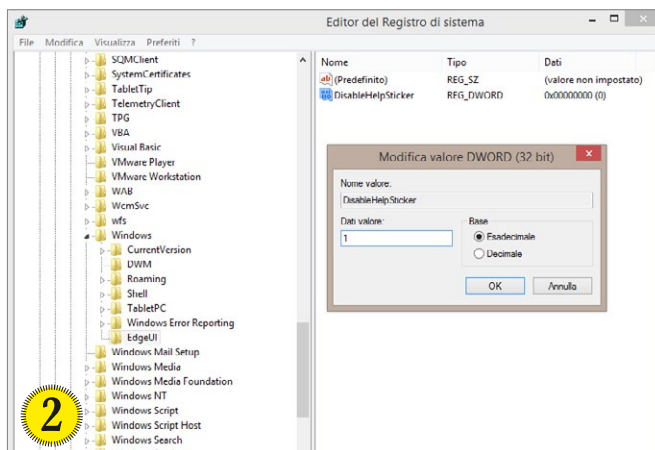 Editor del Registro di sistema
File Modifica Visualizza Preferiti ?
SQMClient
SystemCertificates
TabletTip
TelemetryClient
TPG
VBA
Visual Basic
VMware Player
VMware Workstation
WAB
WcmSvc
wfs
Windows
CurrentVersion
DWM
Roaming
Shell
TabletPC
Windows Error Reporting
EdgeUI
Windows Mail Setup
Windows Media
Windows Media Foundation
Windows NT
Windows Script
Windows Script Host
Windows Search
2
Nome Tipo Dati
(Predefinito) REG_SZ (valore non impostato)
DisableHelpSticker REG_DWORD 0x00000000 (0)
Modifica valore DWORD (32 bit)
Nome valore:
DisableHelpSticker
Dati valore:
1
Base
Esadecimale
Decimale
OK Annulla